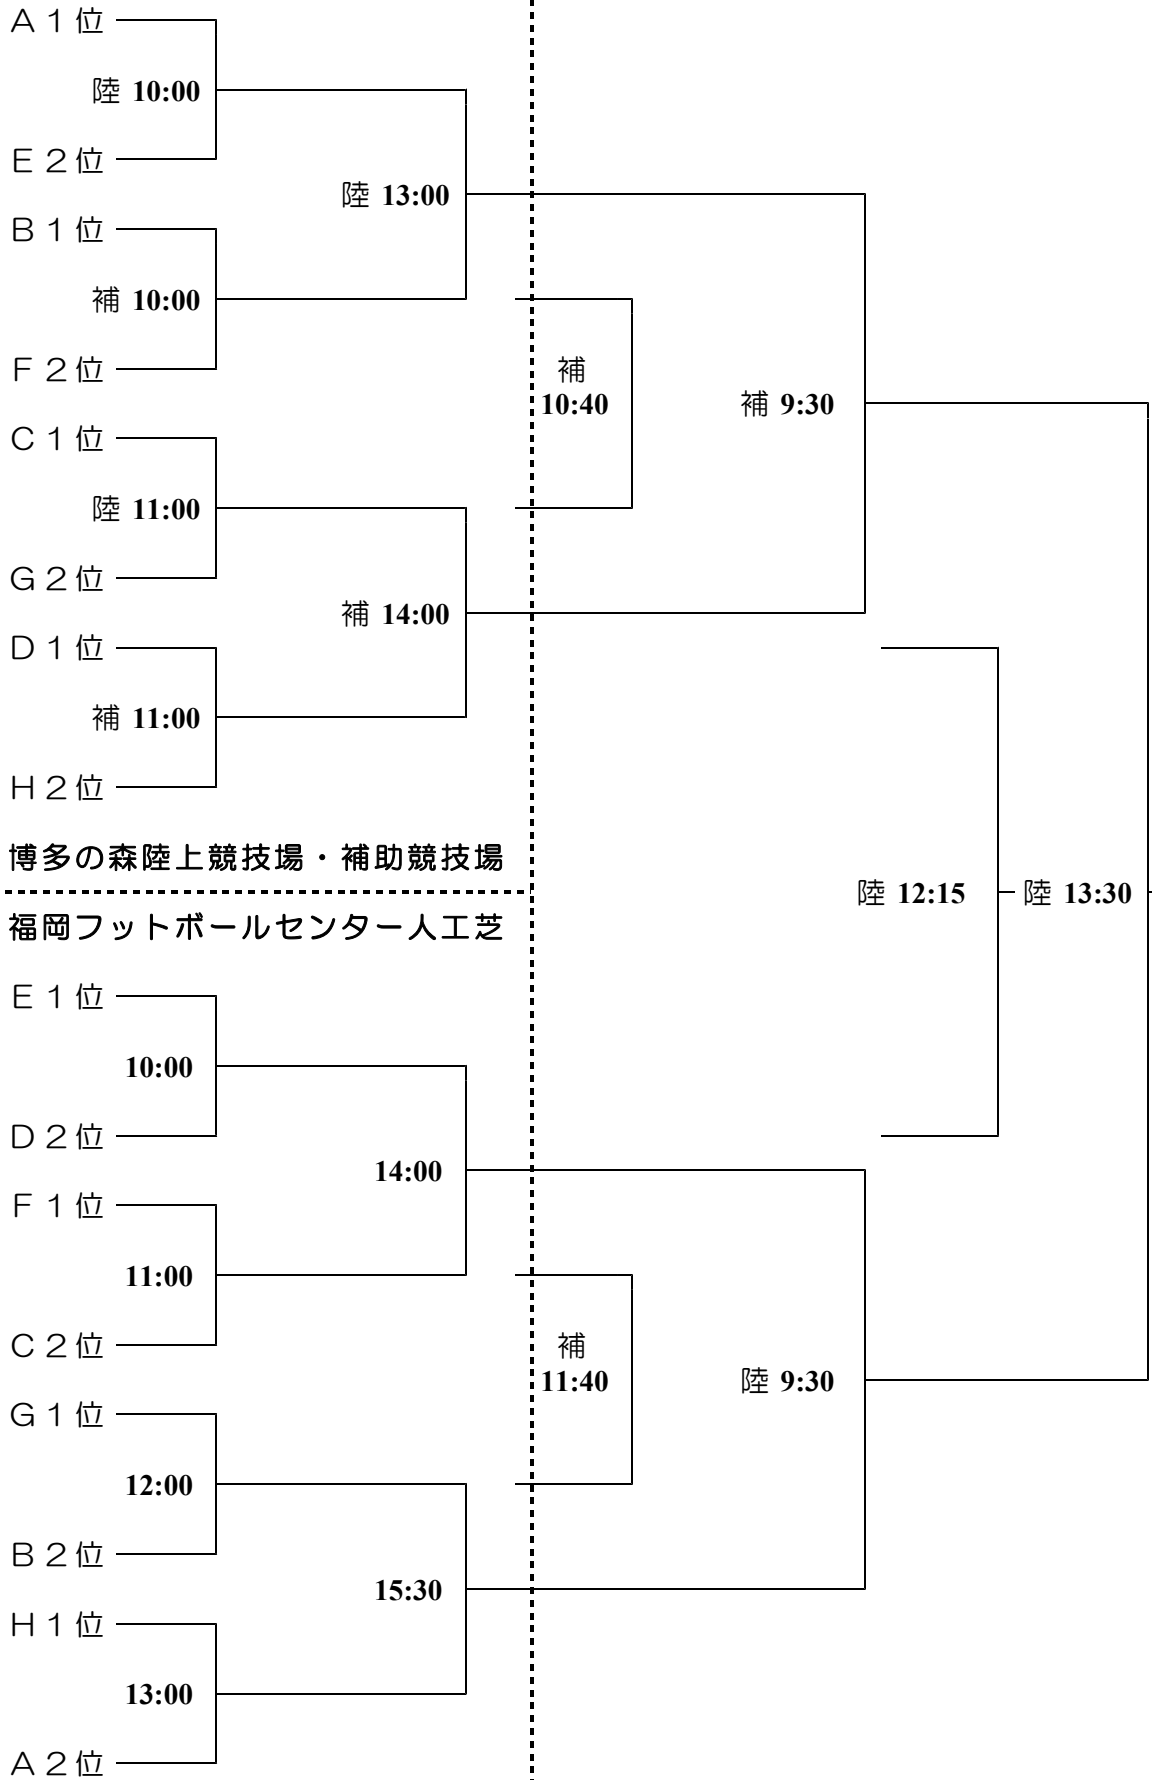 A１位
陸 10:00
E２位
陸 13:00
B１位
補 10:00
F２位
補
10:40
補 9:30
C１位
陸 11:00
G２位
補 14:00
D１位
補 11:00
H２位
博多の森陸上競技場・補助競技場
陸 12:15
陸 13:30
福岡フットボールセンター人工芝
E１位
10:00
D２位
14:00
F１位
11:00
C２位
補
11:40
陸 9:30
G１位
12:00
B２位
15:30
H１位
13:00
A２位